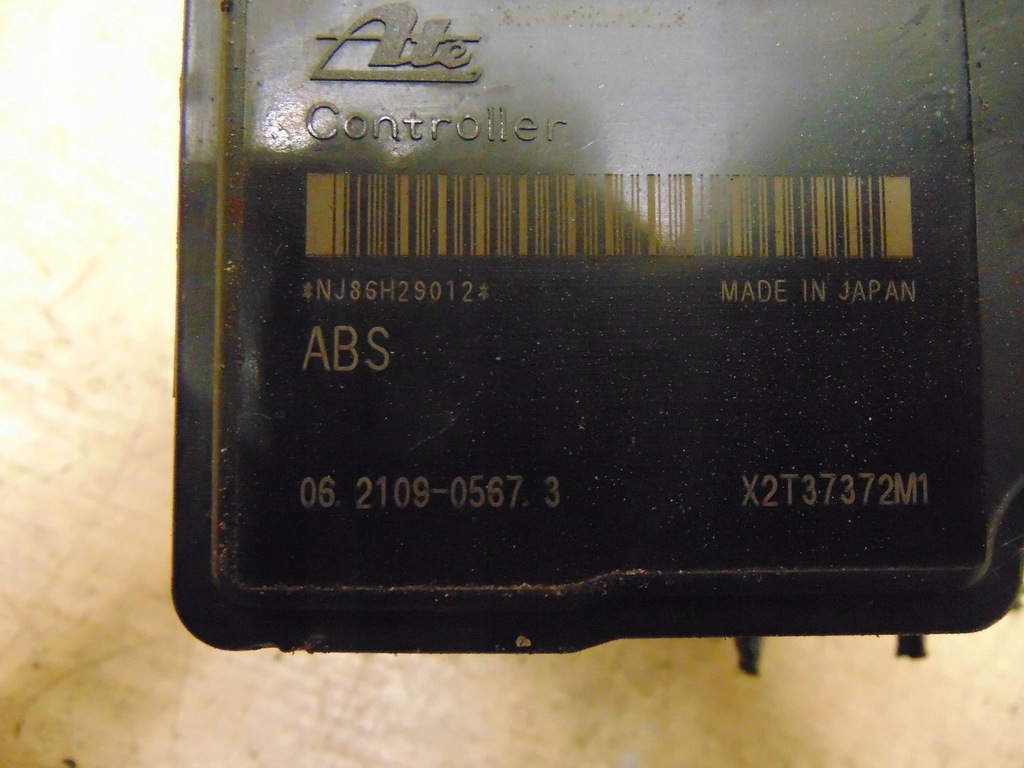 Ate
Controller
*NJ86H29012*
MADE IN JAPAN
ABS
06. 2109-0567. 3
X2T37372M1